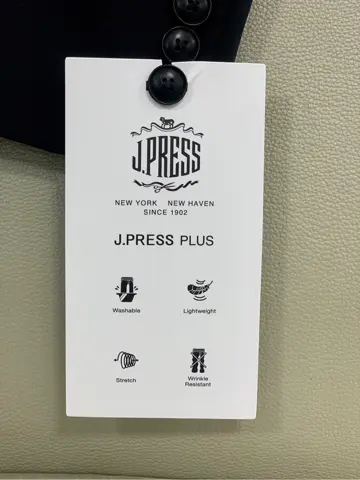 J.PRESS
NEW YORK NEW HAVEN
SINCE 1902
J.PRESS PLUS
Washable
Lightweight
Stretch
Wrinkle
Resistant